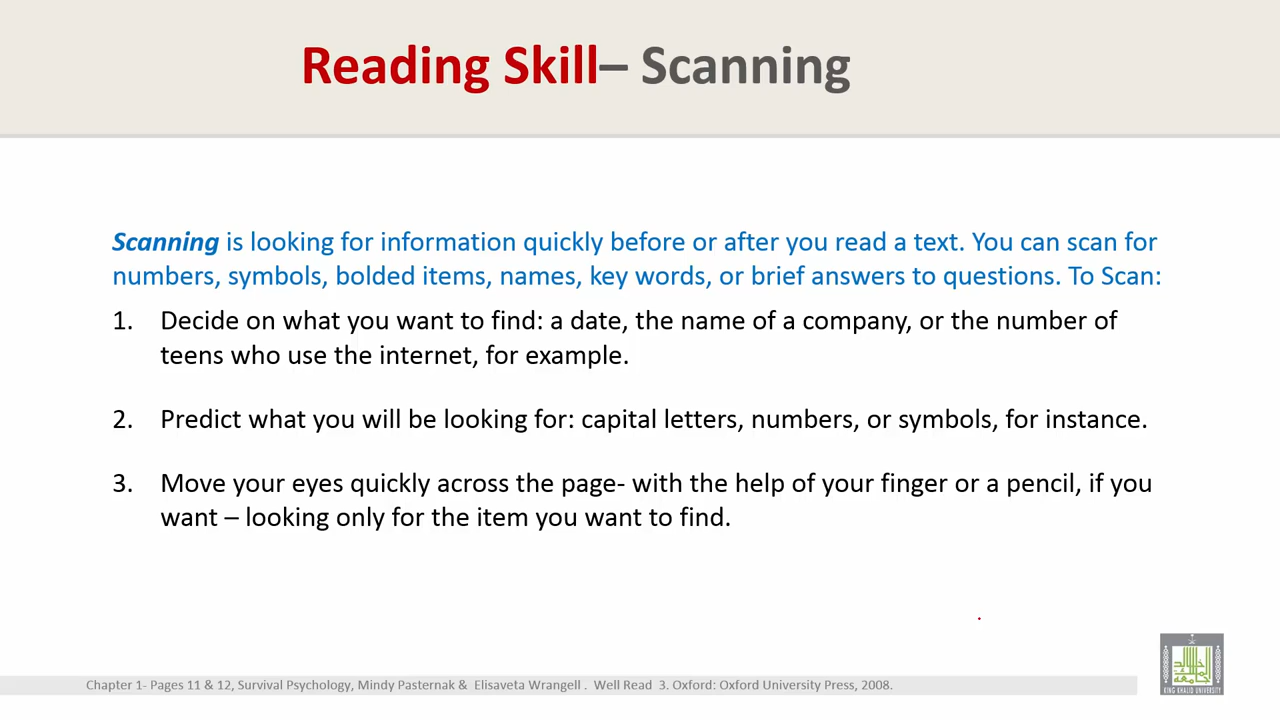 Reading Skill– Scanning
Scanning is looking for information quickly before or after you read a text. You can scan for
numbers, symbols, bolded items, names, key words, or brief answers to questions. To Scan:
1. Decide on what you want to find: a date, the name of a company, or the number of
teens who use the internet, for example.
2. Predict what you will be looking for: capital letters, numbers, or symbols, for instance.
3. Move your eyes quickly across the page- with the help of your finger or a pencil, if you
want – looking only for the item you want to find.
Chapter 1- Pages 11 & 12, Survival Psychology, Mindy Pasternak & Elisaveta Wrangell . Well Read 3. Oxford: Oxford University Press, 2008.
KING KHALID UNIVERSITY